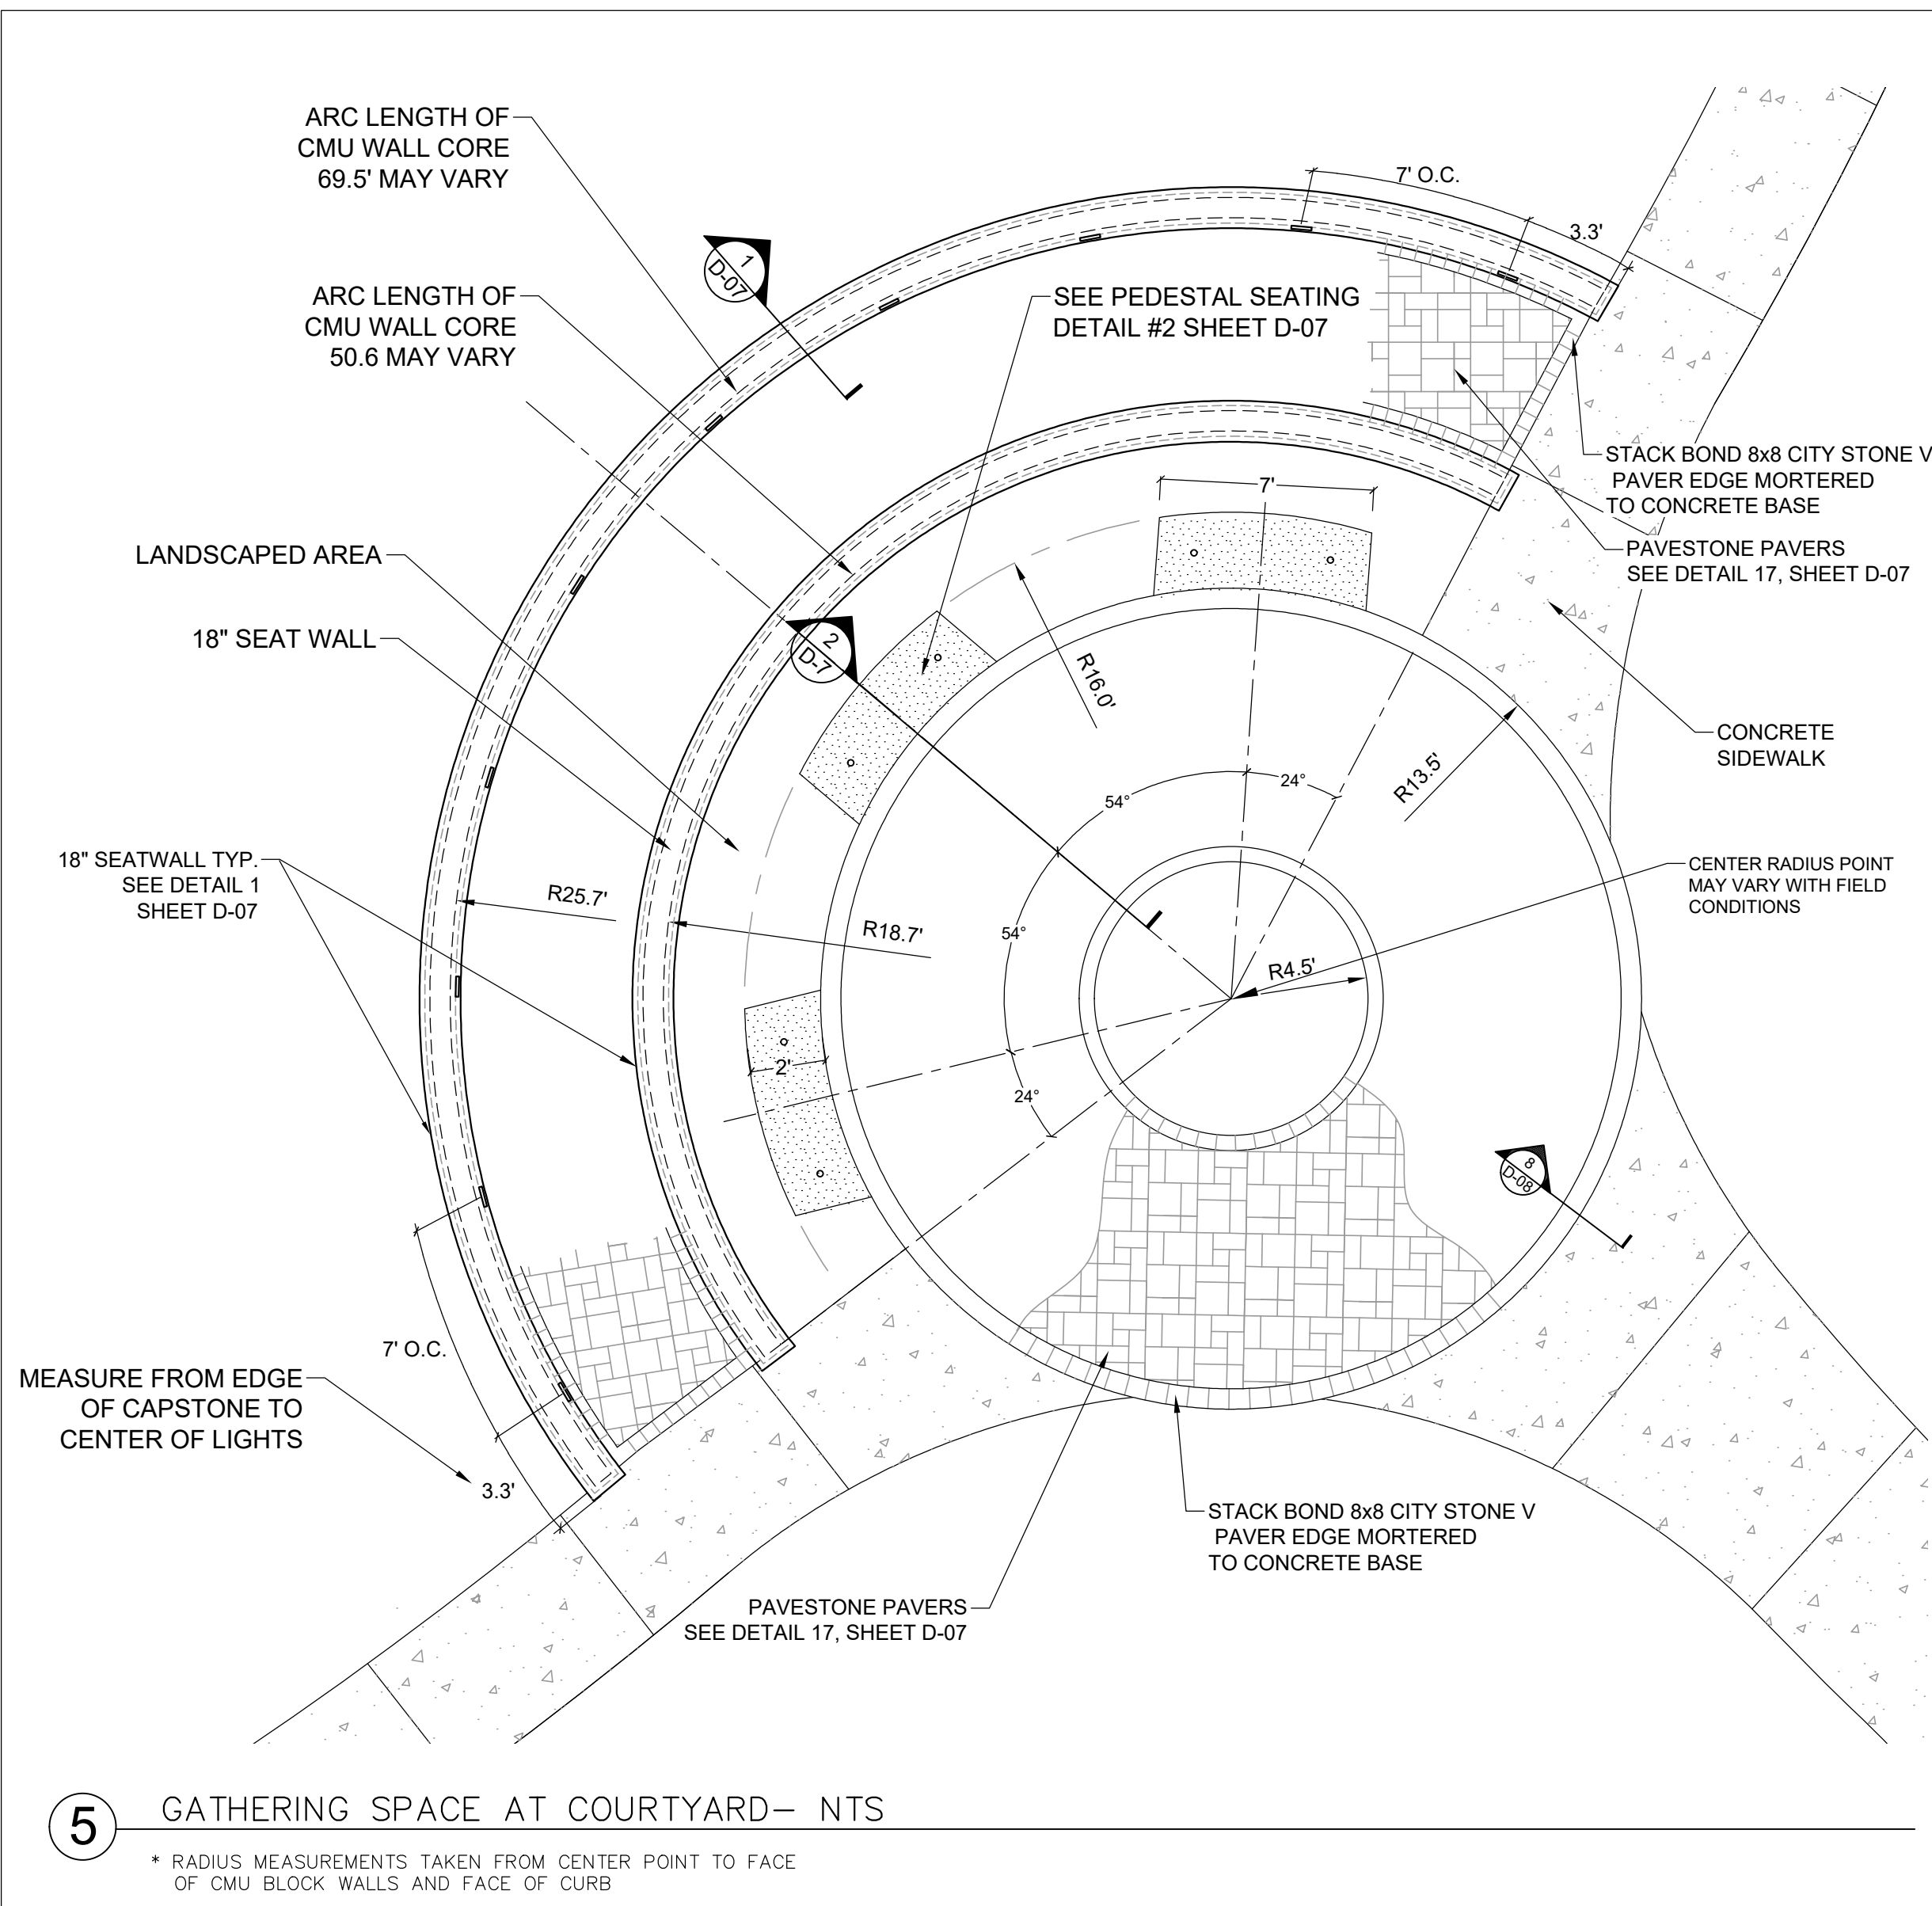 ARC LENGTH OF
CMU WALL CORE
69.5' MAY VARY
7' O.C.
3.3'
1
D-07
ARC LENGTH OF
CMU WALL CORE
50.6 MAY VARY
SEE PEDESTAL SEATING
DETAIL #2 SHEET D-07
STACK BOND 8x8 CITY STONE V
PAVER EDGE MORTERED
TO CONCRETE BASE
7'
LANDSCAPED AREA
PAVESTONE PAVERS
SEE DETAIL 17, SHEET D-07
18" SEAT WALL
2
D-7
R16.0'
CONCRETE
SIDEWALK
R13.5'
24°
54°
18" SEATWALL TYP.
SEE DETAIL 1
SHEET D-07
R25.7'
R18.7'
54°
CENTER RADIUS POINT
MAY VARY WITH FIELD
CONDITIONS
R4.5'
2'
24°
8
D-08
7' O.C.
MEASURE FROM EDGE
OF CAPSTONE TO
CENTER OF LIGHTS
3.3'
STACK BOND 8x8 CITY STONE V
PAVER EDGE MORTERED
TO CONCRETE BASE
PAVESTONE PAVERS
SEE DETAIL 17, SHEET D-07
5
GATHERING SPACE AT COURTYARD- NTS
* RADIUS MEASUREMENTS TAKEN FROM CENTER POINT TO FACE
OF CMU BLOCK WALLS AND FACE OF CURB